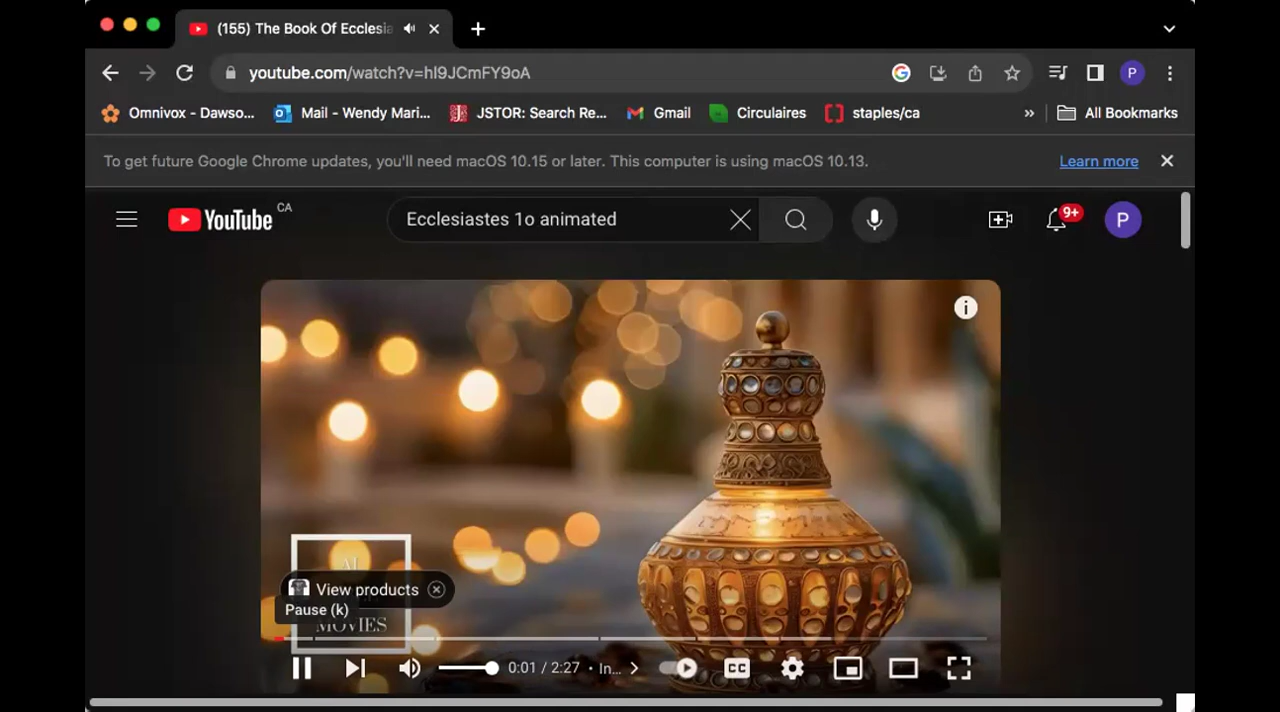 (155) The Book Of Ecclesia
youtube.com/watch?v=hI9JCmFY9oA
P
Omnivox - Dawso...
Mail - Wendy Mari...
JSTOR: Search Re...
Gmail
Circulaires
staples/ca
»
All Bookmarks
To get future Google Chrome updates, you'll need macOS 10.15 or later. This computer is using macOS 10.13.
Learn more
YouTube CA
Ecclesiastes 1o animated
9+
P
i
AI
View products
Pause (k)
MOVIES
0:01 / 2:27 • In...
CC